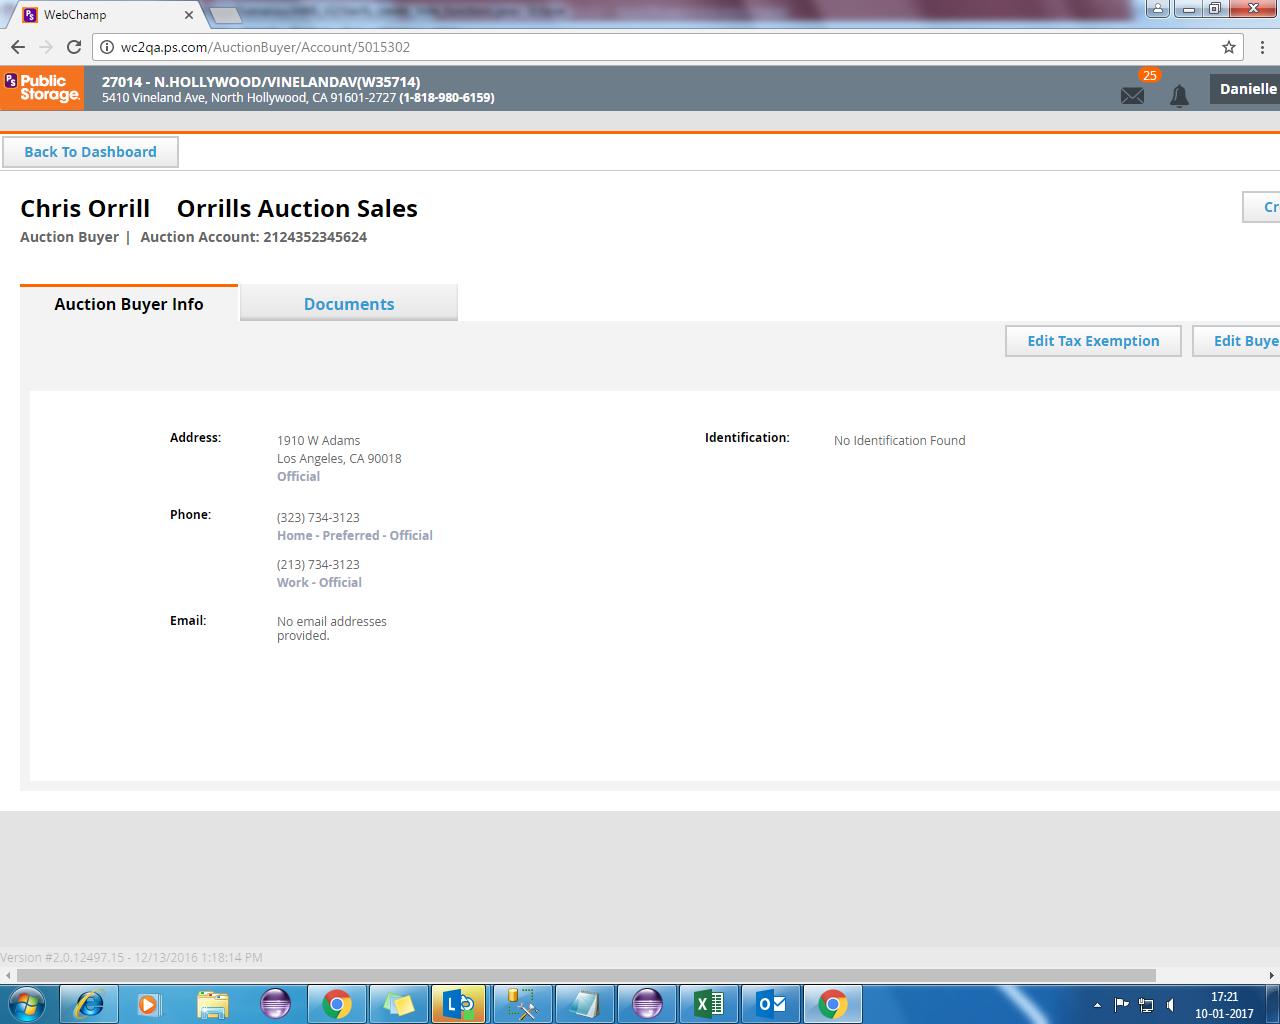 WebChamp
wc2qa.ps.com/AuctionBuyer/Account/5015302
PS Public Storage.
27014 - N.HOLLYWOOD/VINELANDAV(W35714)
5410 Vineland Ave, North Hollywood, CA 91601-2727 (1-818-980-6159)
25
Danielle
Back To Dashboard
Chris Orrill Orrills Auction Sales
Cr
Auction Buyer | Auction Account: 2124352345624
Auction Buyer Info
Documents
Edit Tax Exemption
Edit Buye
Address:
1910 W Adams
Los Angeles, CA 90018
Official
Identification:
No Identification Found
Phone:
(323) 734-3123
Home - Preferred - Official
(213) 734-3123
Work - Official
Email:
No email addresses
provided.
Version #2.0.12497.15 - 12/13/2016 1:18:14 PM
17:21
10-01-2017